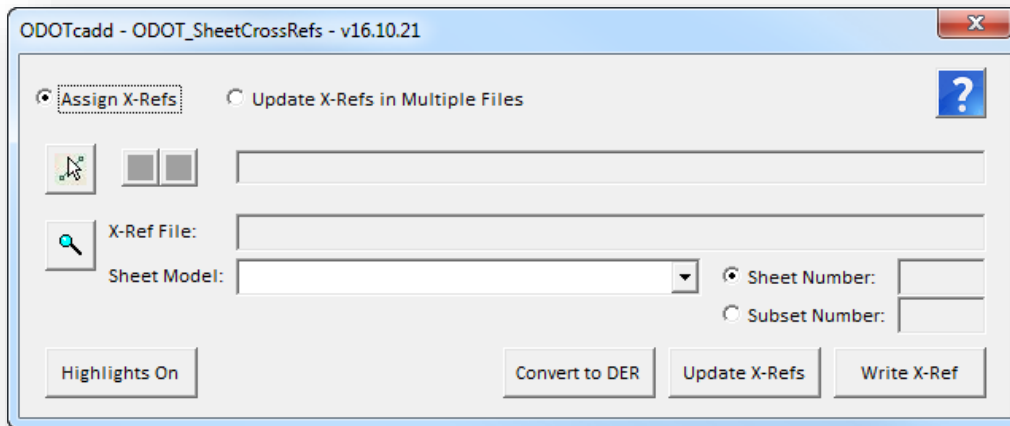 ODOTcadd - ODOT_SheetCrossRefs - v16.10.21
x
Assign X-Refs Update X-Refs in Multiple Files ?
X-Ref File:
Sheet Model: Sheet Number:
Subset Number:
Highlights On Convert to DER Update X-Refs Write X-Ref